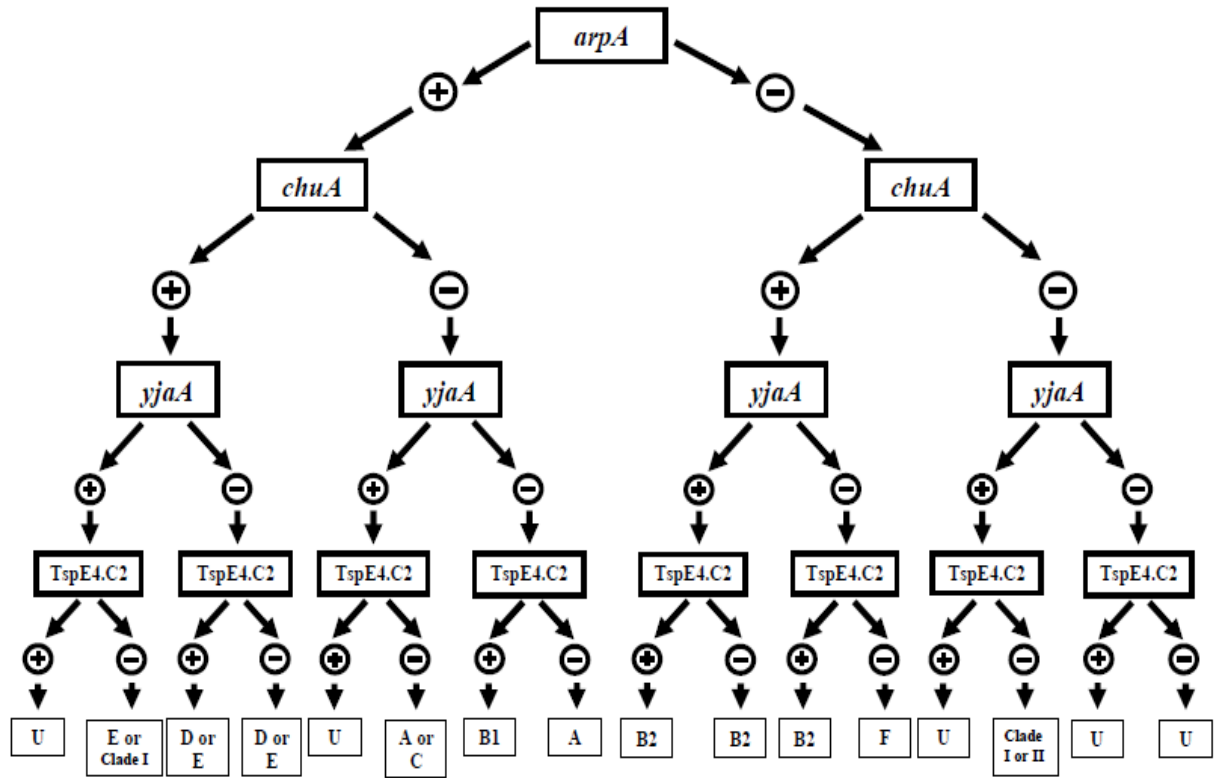 arpA
+ −
chuA chuA
+ − + −
yjaA yjaA yjaA yjaA
+ − + − + − + −
TspE4.C2 TspE4.C2 TspE4.C2 TspE4.C2 TspE4.C2 TspE4.C2 TspE4.C2 TspE4.C2
+ − + − + − + − + − + − + − + −
U
E or
Clade I
D or
E
D or
E
U
A or
C
B1
A
B2
B2
B2
F
U
Clade
I or II
U
U